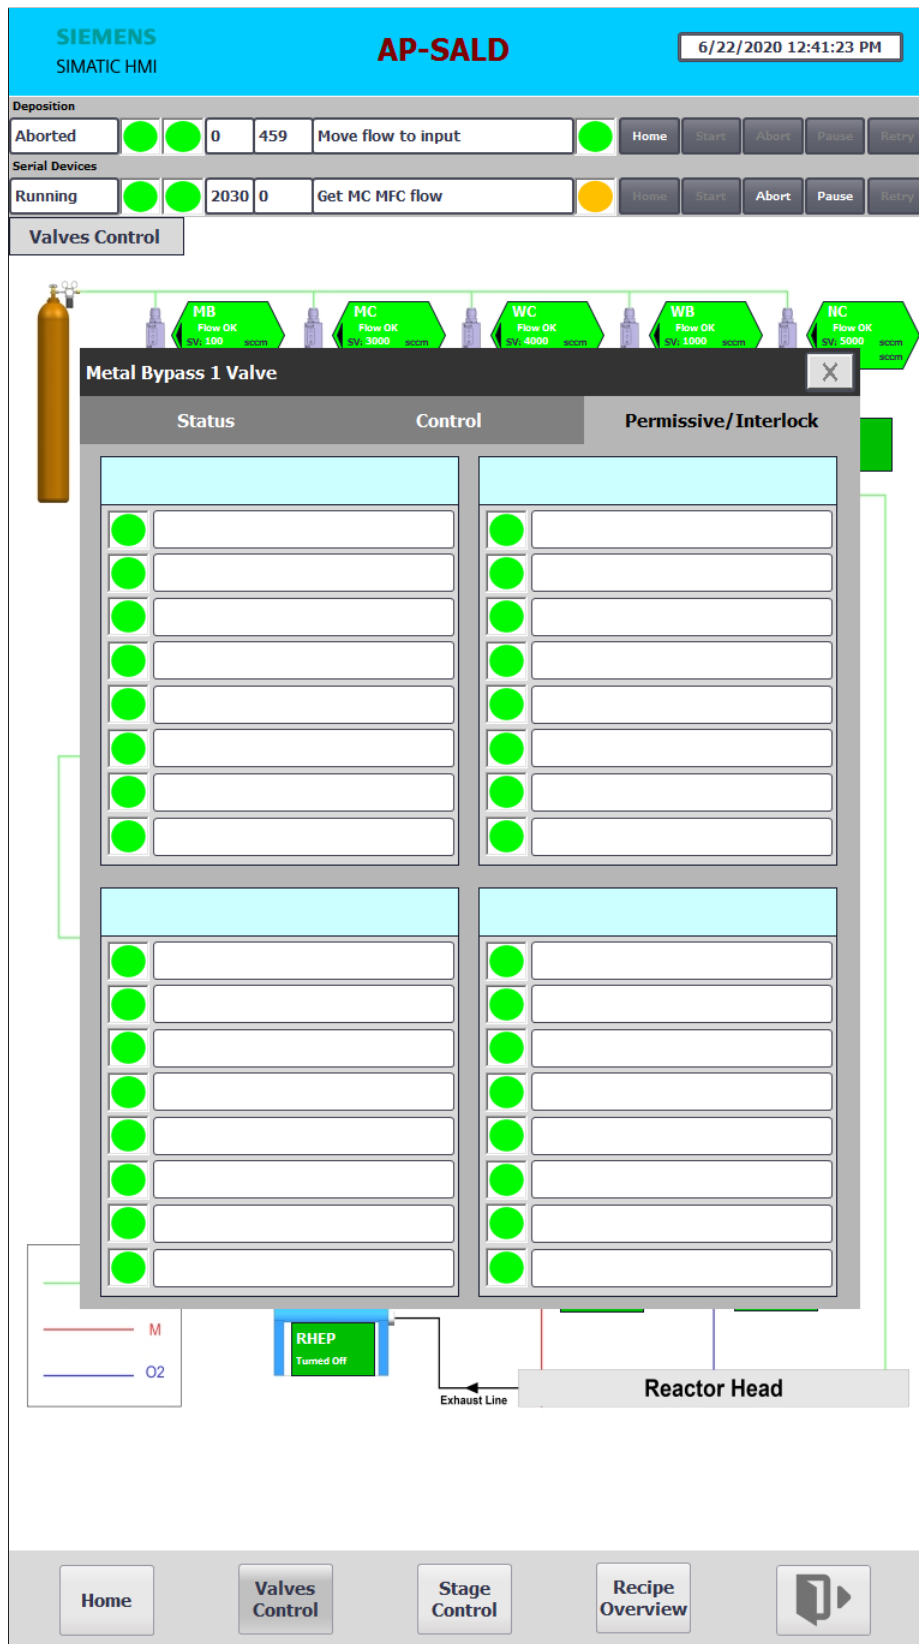 SIEMENS
SIMATIC HMI
AP-SALD
6/22/2020 12:41:23 PM
Deposition
Aborted 0 459 Move flow to input Home Start Abort Pause Retry
Serial Devices
Running 2030 0 Get MC MFC flow Home Start Abort Pause Retry
Valves Control
MB
Flow OK
SV: 100 sccm
MC
Flow OK
SV: 3000 sccm
WC
Flow OK
SV: 4000 sccm
WB
Flow OK
SV: 1000 sccm
NC
Flow OK
SV: 5000 sccm
sccm
Metal Bypass 1 Valve X
Status Control Permissive/Interlock
M
O2
RHEP
Turned Off
Exhaust Line
Reactor Head
Home
Valves
Control
Stage
Control
Recipe
Overview